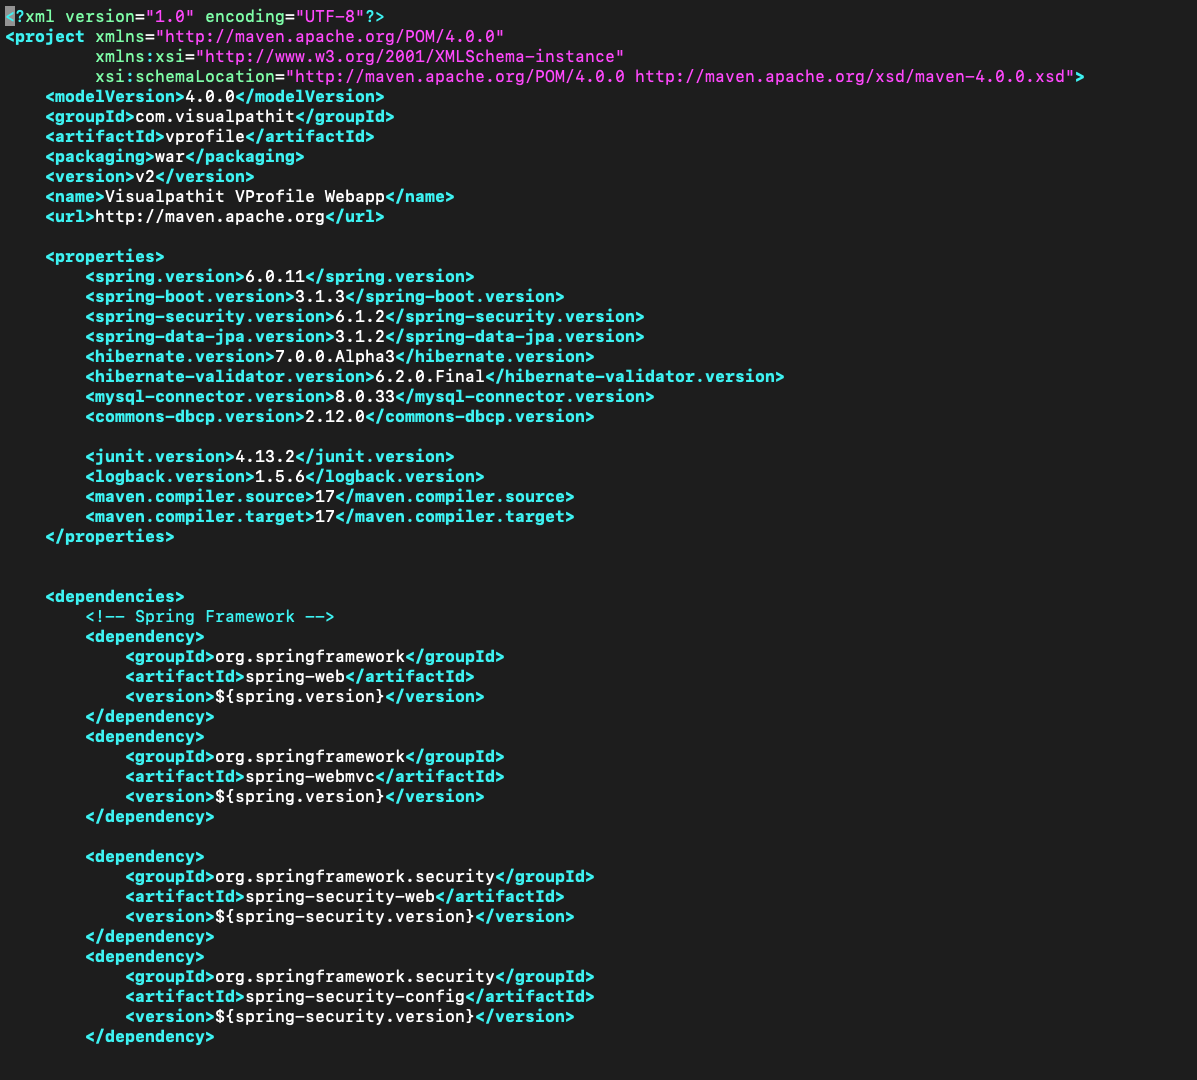 <?xml version="1.0" encoding="UTF-8"?>
<project xmlns="http://maven.apache.org/POM/4.0.0"
         xmlns:xsi="http://www.w3.org/2001/XMLSchema-instance"
         xsi:schemaLocation="http://maven.apache.org/POM/4.0.0 http://maven.apache.org/xsd/maven-4.0.0.xsd">
    <modelVersion>4.0.0</modelVersion>
    <groupId>com.visualpathit</groupId>
    <artifactId>vprofile</artifactId>
    <packaging>war</packaging>
    <version>v2</version>
    <name>Visualpathit VProfile Webapp</name>
    <url>http://maven.apache.org</url>

    <properties>
        <spring.version>6.0.11</spring.version>
        <spring-boot.version>3.1.3</spring-boot.version>
        <spring-security.version>6.1.2</spring-security.version>
        <spring-data-jpa.version>3.1.2</spring-data-jpa.version>
        <hibernate.version>7.0.0.Alpha3</hibernate.version>
        <hibernate-validator.version>6.2.0.Final</hibernate-validator.version>
        <mysql-connector.version>8.0.33</mysql-connector.version>
        <commons-dbcp.version>2.12.0</commons-dbcp.version>

        <junit.version>4.13.2</junit.version>
        <logback.version>1.5.6</logback.version>
        <maven.compiler.source>17</maven.compiler.source>
        <maven.compiler.target>17</maven.compiler.target>
    </properties>


    <dependencies>
        <!-- Spring Framework -->
        <dependency>
            <groupId>org.springframework</groupId>
            <artifactId>spring-web</artifactId>
            <version>${spring.version}</version>
        </dependency>
        <dependency>
            <groupId>org.springframework</groupId>
            <artifactId>spring-webmvc</artifactId>
            <version>${spring.version}</version>
        </dependency>

        <dependency>
            <groupId>org.springframework.security</groupId>
            <artifactId>spring-security-web</artifactId>
            <version>${spring-security.version}</version>
        </dependency>
        <dependency>
            <groupId>org.springframework.security</groupId>
            <artifactId>spring-security-config</artifactId>
            <version>${spring-security.version}</version>
        </dependency>